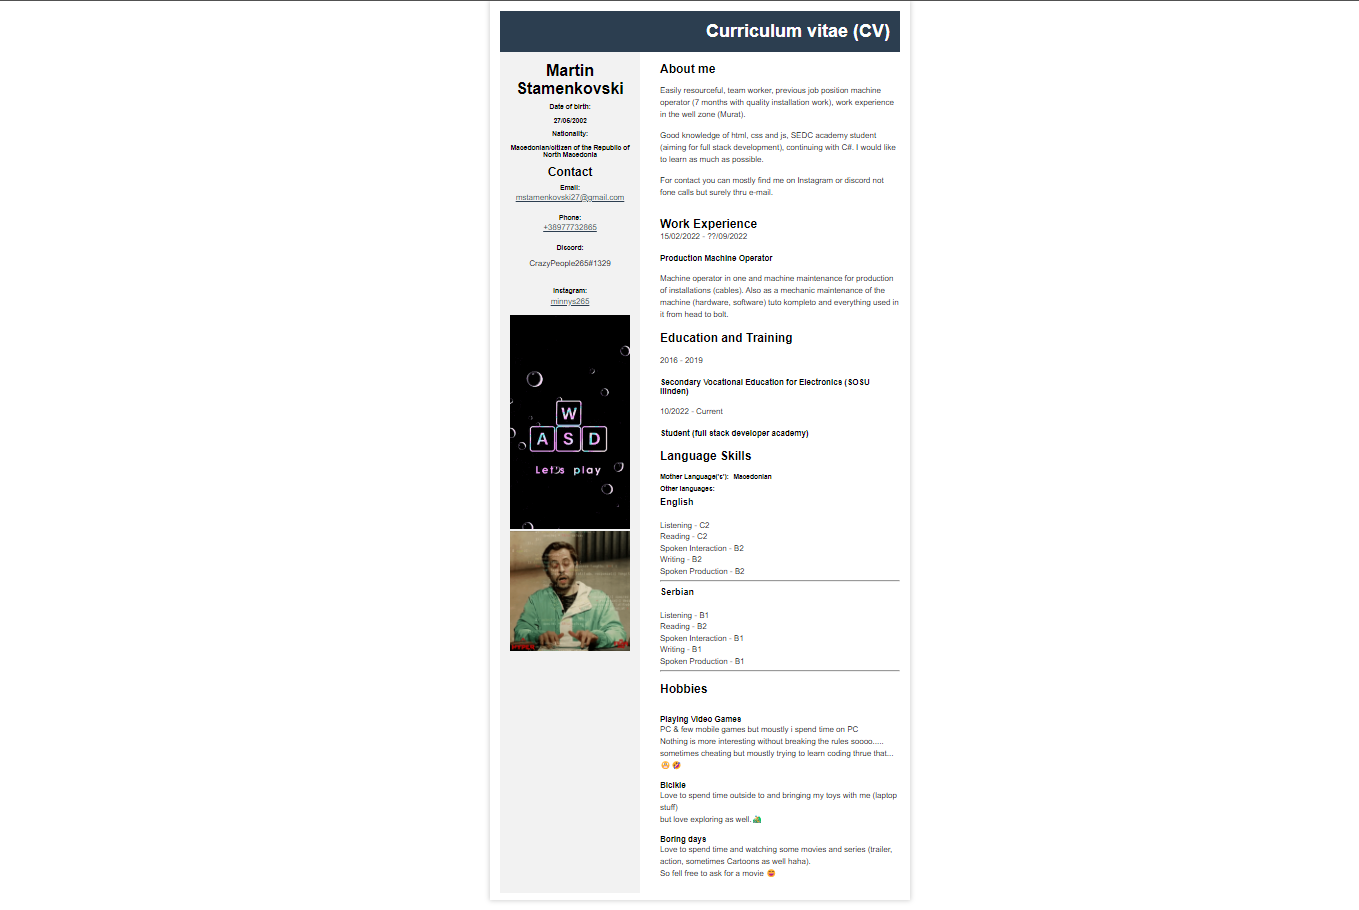 Curriculum vitae (CV)
Martin
Stamenkovski
Date of birth:
27/06/2002
Nationality:
Macedonian/citizen of the Republic of
North Macedonia
Contact
Email:
mstamenkovski27@gmail.com
Phone:
+38977732865
Discord:
CrazyPeople265#1329
Instagram:
minnys265
W
A S D
Let's play
About me
Easily resourceful, team worker, previous job position machine
operator (7 months with quality installation work), work experience
in the well zone (Murat).
Good knowledge of html, css and js, SEDC academy student
(aiming for full stack development), continuing with C#. I would like
to learn as much as possible.
For contact you can mostly find me on Instagram or discord not
fone calls but surely thru e-mail.
Work Experience
15/02/2022 - ??/09/2022
Production Machine Operator
Machine operator in one and machine maintenance for production
of installations (cables). Also as a mechanic maintenance of the
machine (hardware, software) tuto kompleto and everything used in
it from head to bolt.
Education and Training
2016 - 2019
Secondary Vocational Education for Electronics (SOSU
Ilinden)
10/2022 - Current
Student (full stack developer academy)
Language Skills
Mother Language('s'): Macedonian
Other languages:
English
Listening - C2
Reading - C2
Spoken Interaction - B2
Writing - B2
Spoken Production - B2
Serbian
Listening - B1
Reading - B2
Spoken Interaction - B1
Writing - B1
Spoken Production - B1
Hobbies
Playing Video Games
PC & few mobile games but moustly i spend time on PC
Nothing is more interesting without breaking the rules soooo.....
sometimes cheating but moustly trying to learn coding thrue that...
Bicikle
Love to spend time outside to and bringing my toys with me (laptop
stuff)
but love exploring as well.
Boring days
Love to spend time and watching some movies and series (trailer,
action, sometimes Cartoons as well haha).
So fell free to ask for a movie